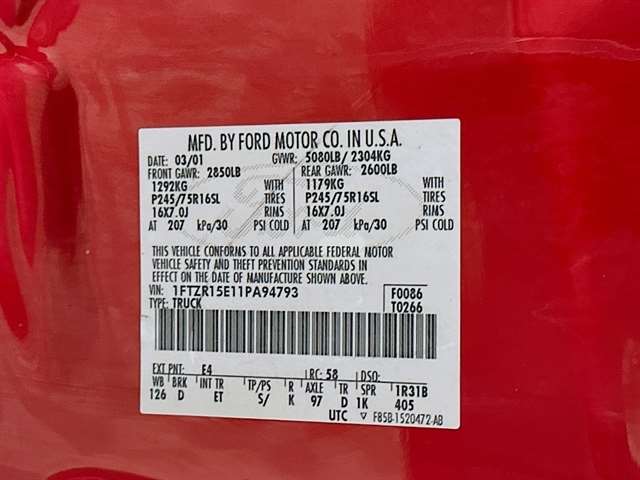 MFD. BY FORD MOTOR CO. IN U.S.A.
DATE: 03/01 GVWR: 5080LB/ 2304KG
FRONT GAWR: 2850LB REAR GAWR: 2600LB
1292KG WITH 1179KG WITH
P245/75R16SL TIRES P245/75R16SL TIRES
16X7.0J RIMS 16X7.0J RIMS
AT 207 kPa/30 PSI COLD AT 207 kPa/30 PSI COLD
THIS VEHICLE CONFORMS TO ALL APPLICABLE FEDERAL MOTOR
VEHICLE SAFETY AND THEFT PREVENTION STANDARDS IN
EFFECT ON THE DATE OF MANUFACTURE SHOWN ABOVE.
VIN: 1FTZR15E11PA94793 F0086
TYPE: TRUCK T0266
EXT PNT: E4 RC: 58 DSO:
WB BRK INT TR TP/PS R AXLE TR SPR 1R31B
126 D ET S/ K 97 D 1K 405
UTC ▽ F85B-1520472-AB